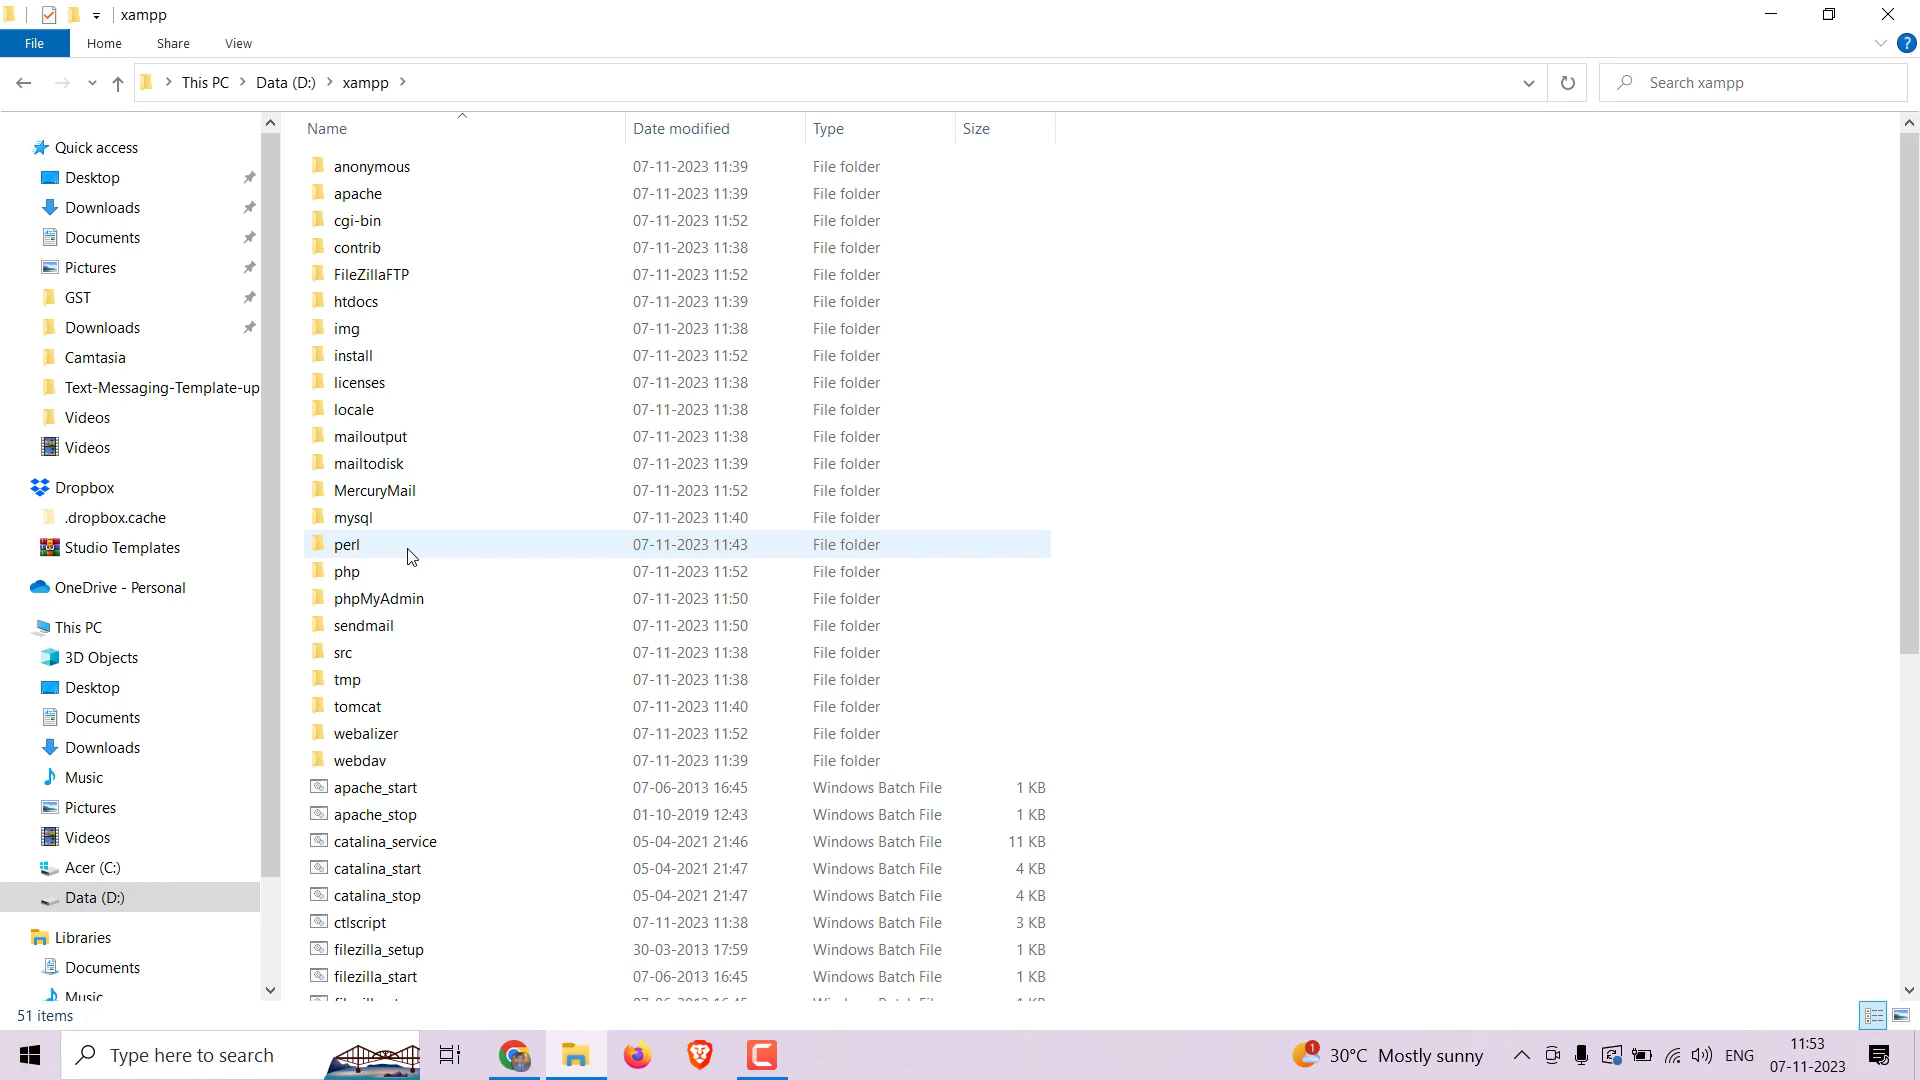 xampp
File Home Share View
This PC Data (D:) xampp
Search xampp
Name Date modified Type Size
Quick access
Desktop
Downloads
Documents
Pictures
GST
Downloads
Camtasia
Text-Messaging-Template-up
Videos
Videos
Dropbox
.dropbox.cache
Studio Templates
OneDrive - Personal
This PC
3D Objects
Desktop
Documents
Downloads
Music
Pictures
Videos
Acer (C:)
Data (D:)
Libraries
Documents
Music
anonymous 07-11-2023 11:39 File folder
apache 07-11-2023 11:39 File folder
cgi-bin 07-11-2023 11:52 File folder
contrib 07-11-2023 11:38 File folder
FileZillaFTP 07-11-2023 11:52 File folder
htdocs 07-11-2023 11:39 File folder
img 07-11-2023 11:38 File folder
install 07-11-2023 11:52 File folder
licenses 07-11-2023 11:38 File folder
locale 07-11-2023 11:38 File folder
mailoutput 07-11-2023 11:38 File folder
mailtodisk 07-11-2023 11:39 File folder
MercuryMail 07-11-2023 11:52 File folder
mysql 07-11-2023 11:40 File folder
perl 07-11-2023 11:43 File folder
php 07-11-2023 11:52 File folder
phpMyAdmin 07-11-2023 11:50 File folder
sendmail 07-11-2023 11:50 File folder
src 07-11-2023 11:38 File folder
tmp 07-11-2023 11:38 File folder
tomcat 07-11-2023 11:40 File folder
webalizer 07-11-2023 11:52 File folder
webdav 07-11-2023 11:39 File folder
apache_start 07-06-2013 16:45 Windows Batch File 1 KB
apache_stop 01-10-2019 12:43 Windows Batch File 1 KB
catalina_service 05-04-2021 21:46 Windows Batch File 11 KB
catalina_start 05-04-2021 21:47 Windows Batch File 4 KB
catalina_stop 05-04-2021 21:47 Windows Batch File 4 KB
ctlscript 07-11-2023 11:38 Windows Batch File 3 KB
filezilla_setup 30-03-2013 17:59 Windows Batch File 1 KB
filezilla_start 07-06-2013 16:45 Windows Batch File 1 KB
51 items
Type here to search
1 30°C Mostly sunny
ENG
11:53
07-11-2023